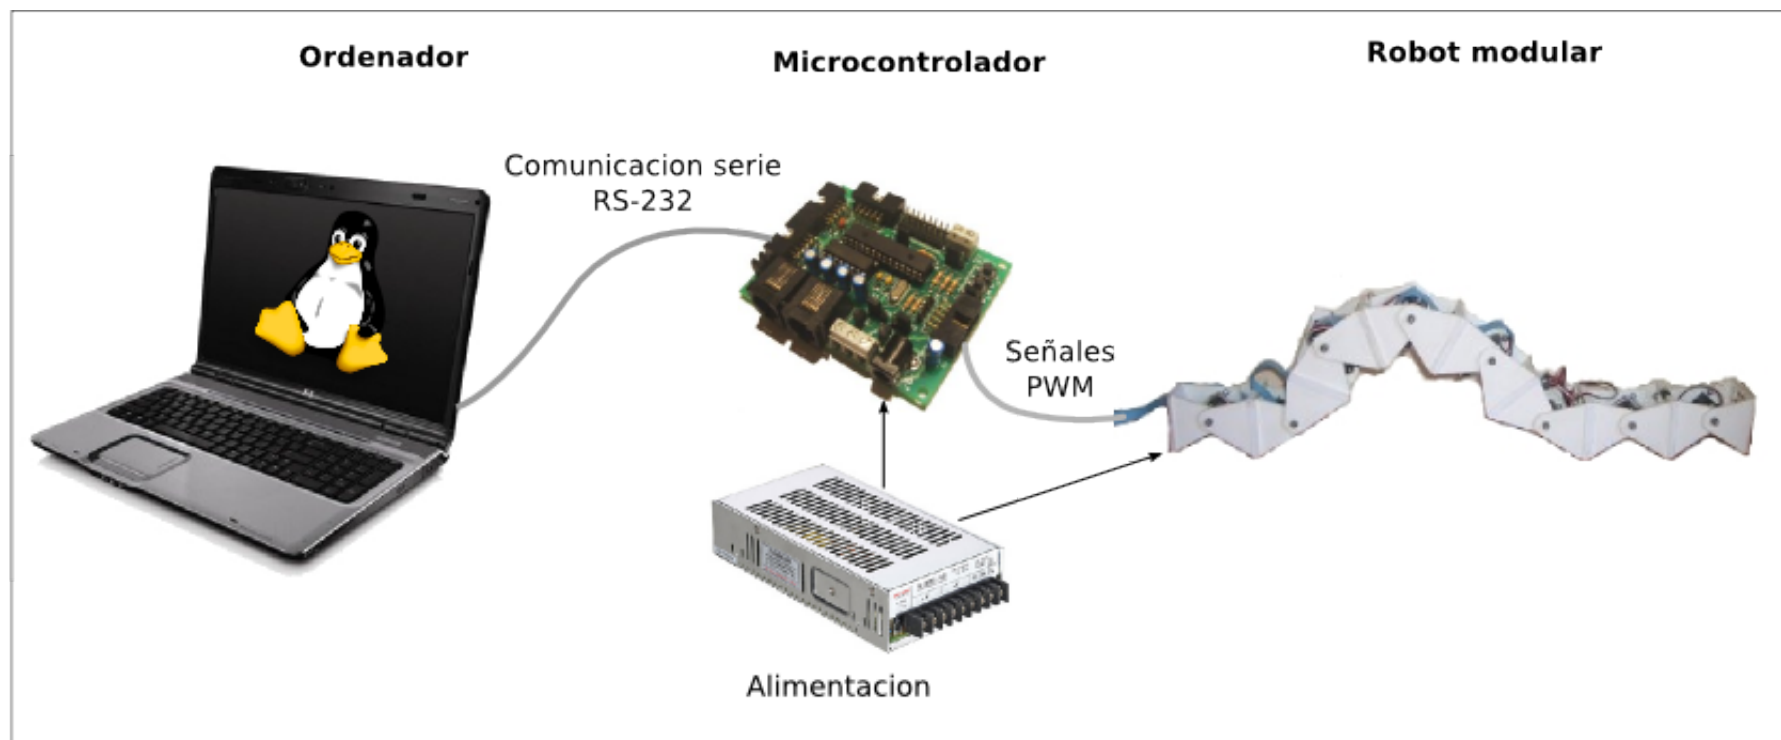 Ordenador
Microcontrolador
Robot modular
Comunicacion serie
RS-232
Señales
PWM
Alimentacion